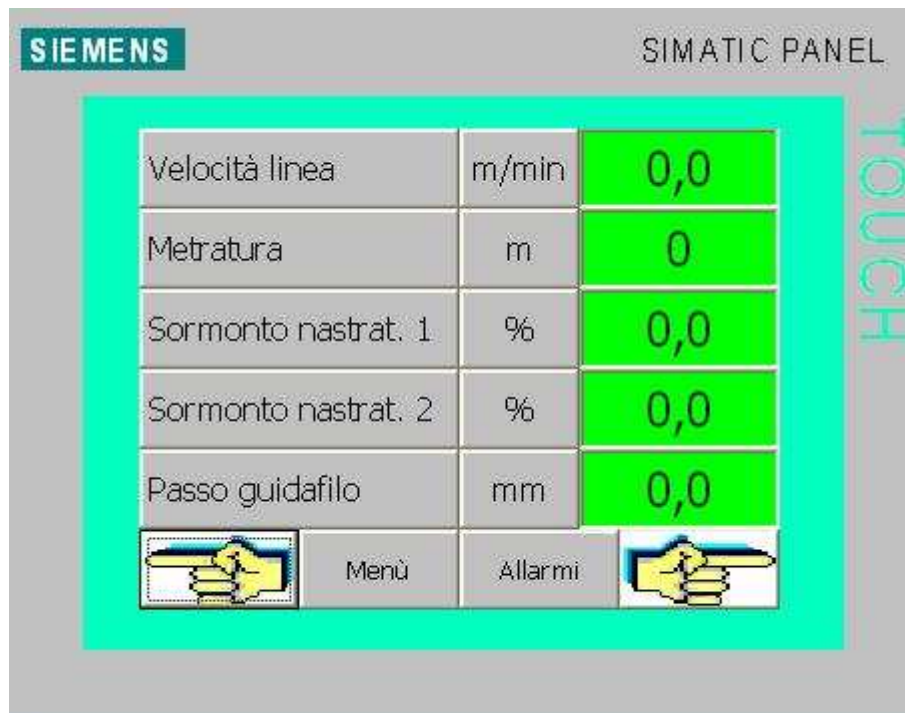 SIEMENS
SIMATIC PANEL
TOUCH
Velocità linea m/min 0,0
Metratura m 0
Sormonto nastrat. 1 % 0,0
Sormonto nastrat. 2 % 0,0
Passo guidafilo mm 0,0
Menù Allarmi